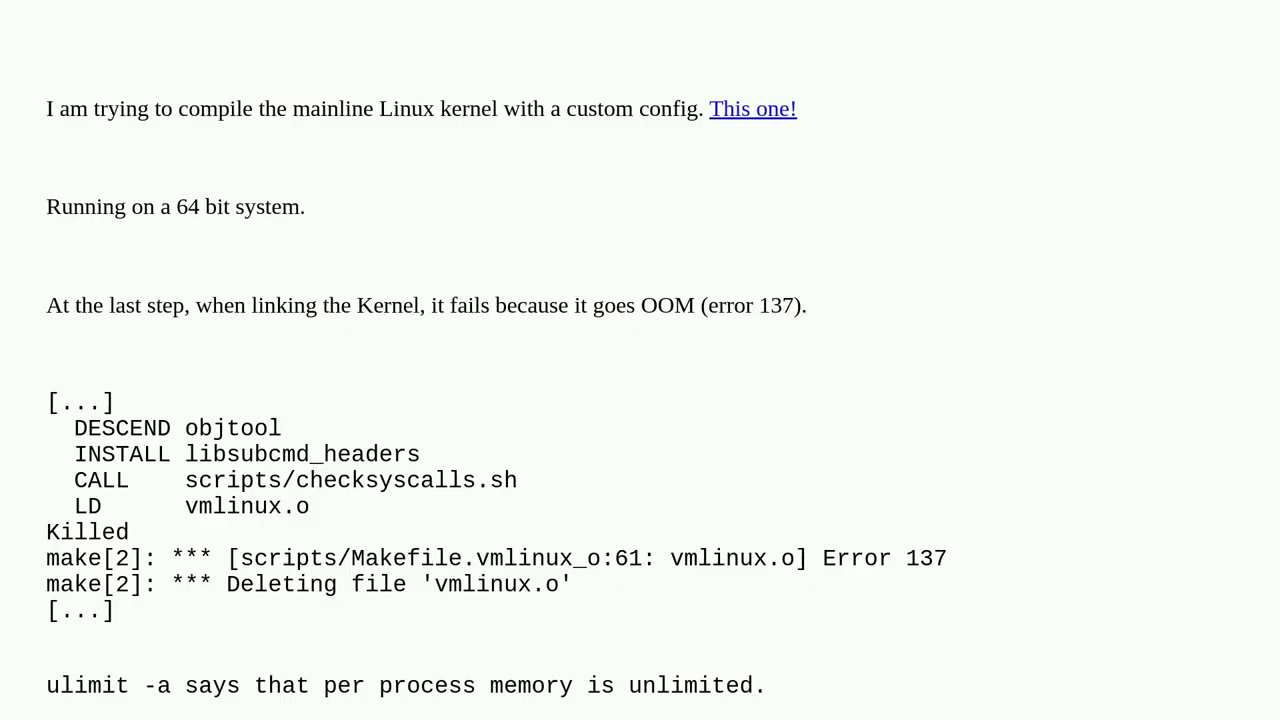 I am trying to compile the mainline Linux kernel with a custom config. This one!
Running on a 64 bit system.
At the last step, when linking the Kernel, it fails because it goes OOM (error 137).
[...]
  DESCEND objtool
  INSTALL libsubcmd_headers
  CALL    scripts/checksyscalls.sh
  LD      vmlinux.o
Killed
make[2]: *** [scripts/Makefile.vmlinux_o:61: vmlinux.o] Error 137
make[2]: *** Deleting file 'vmlinux.o'
[...]
ulimit -a says that per process memory is unlimited.